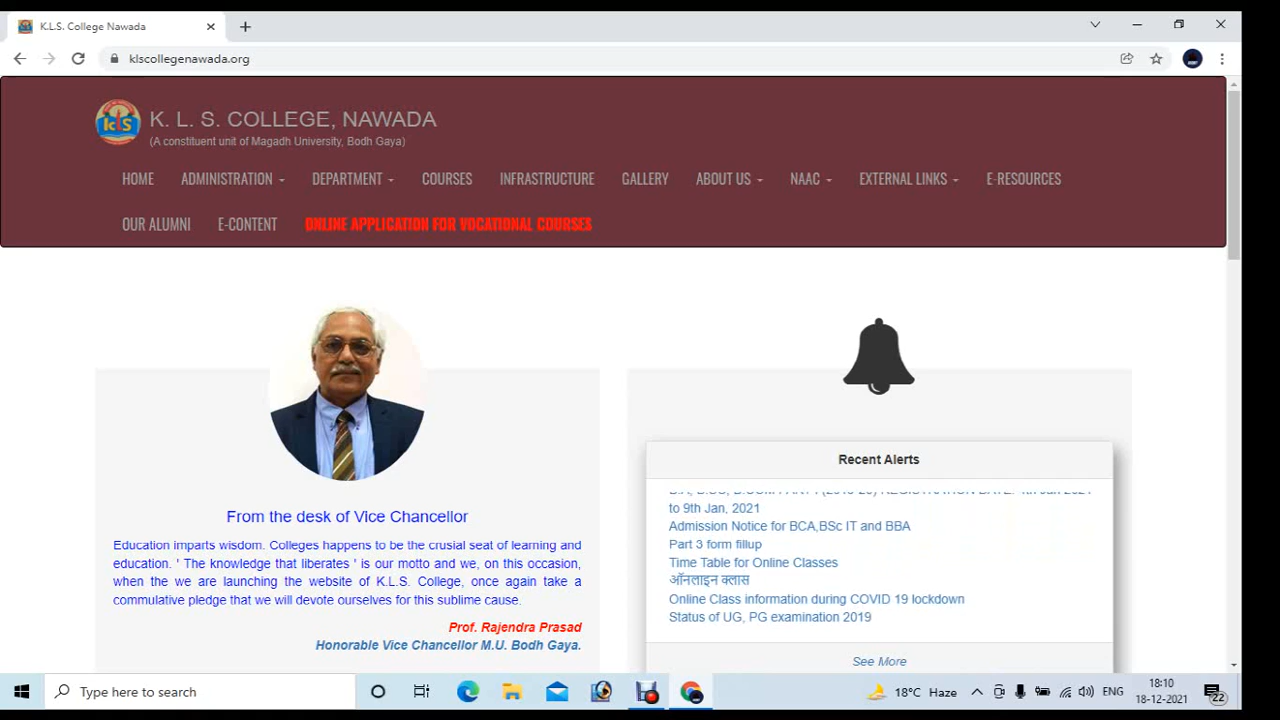 K.L.S. College Nawada
klscollegenawada.org
kls
K. L. S. COLLEGE, NAWADA
(A constituent unit of Magadh University, Bodh Gaya)
HOME ADMINISTRATION DEPARTMENT COURSES INFRASTRUCTURE GALLERY ABOUT US NAAC EXTERNAL LINKS E-RESOURCES
OUR ALUMNI E-CONTENT ONLINE APPLICATION FOR VOCATIONAL COURSES
From the desk of Vice Chancellor
Education imparts wisdom. Colleges happens to be the crusial seat of learning and
education. ' The knowledge that liberates ' is our motto and we, on this occasion,
when the we are launching the website of K.L.S. College, once again take a
commulative pledge that we will devote ourselves for this sublime cause.
Prof. Rajendra Prasad
Honorable Vice Chancellor M.U. Bodh Gaya.
Recent Alerts
to 9th Jan, 2021
Admission Notice for BCA,BSc IT and BBA
Part 3 form fillup
Time Table for Online Classes
ऑनलाइन क्लास
Online Class information during COVID 19 lockdown
Status of UG, PG examination 2019
See More
Type here to search
18°C Haze
ENG
18:10
18-12-2021
22